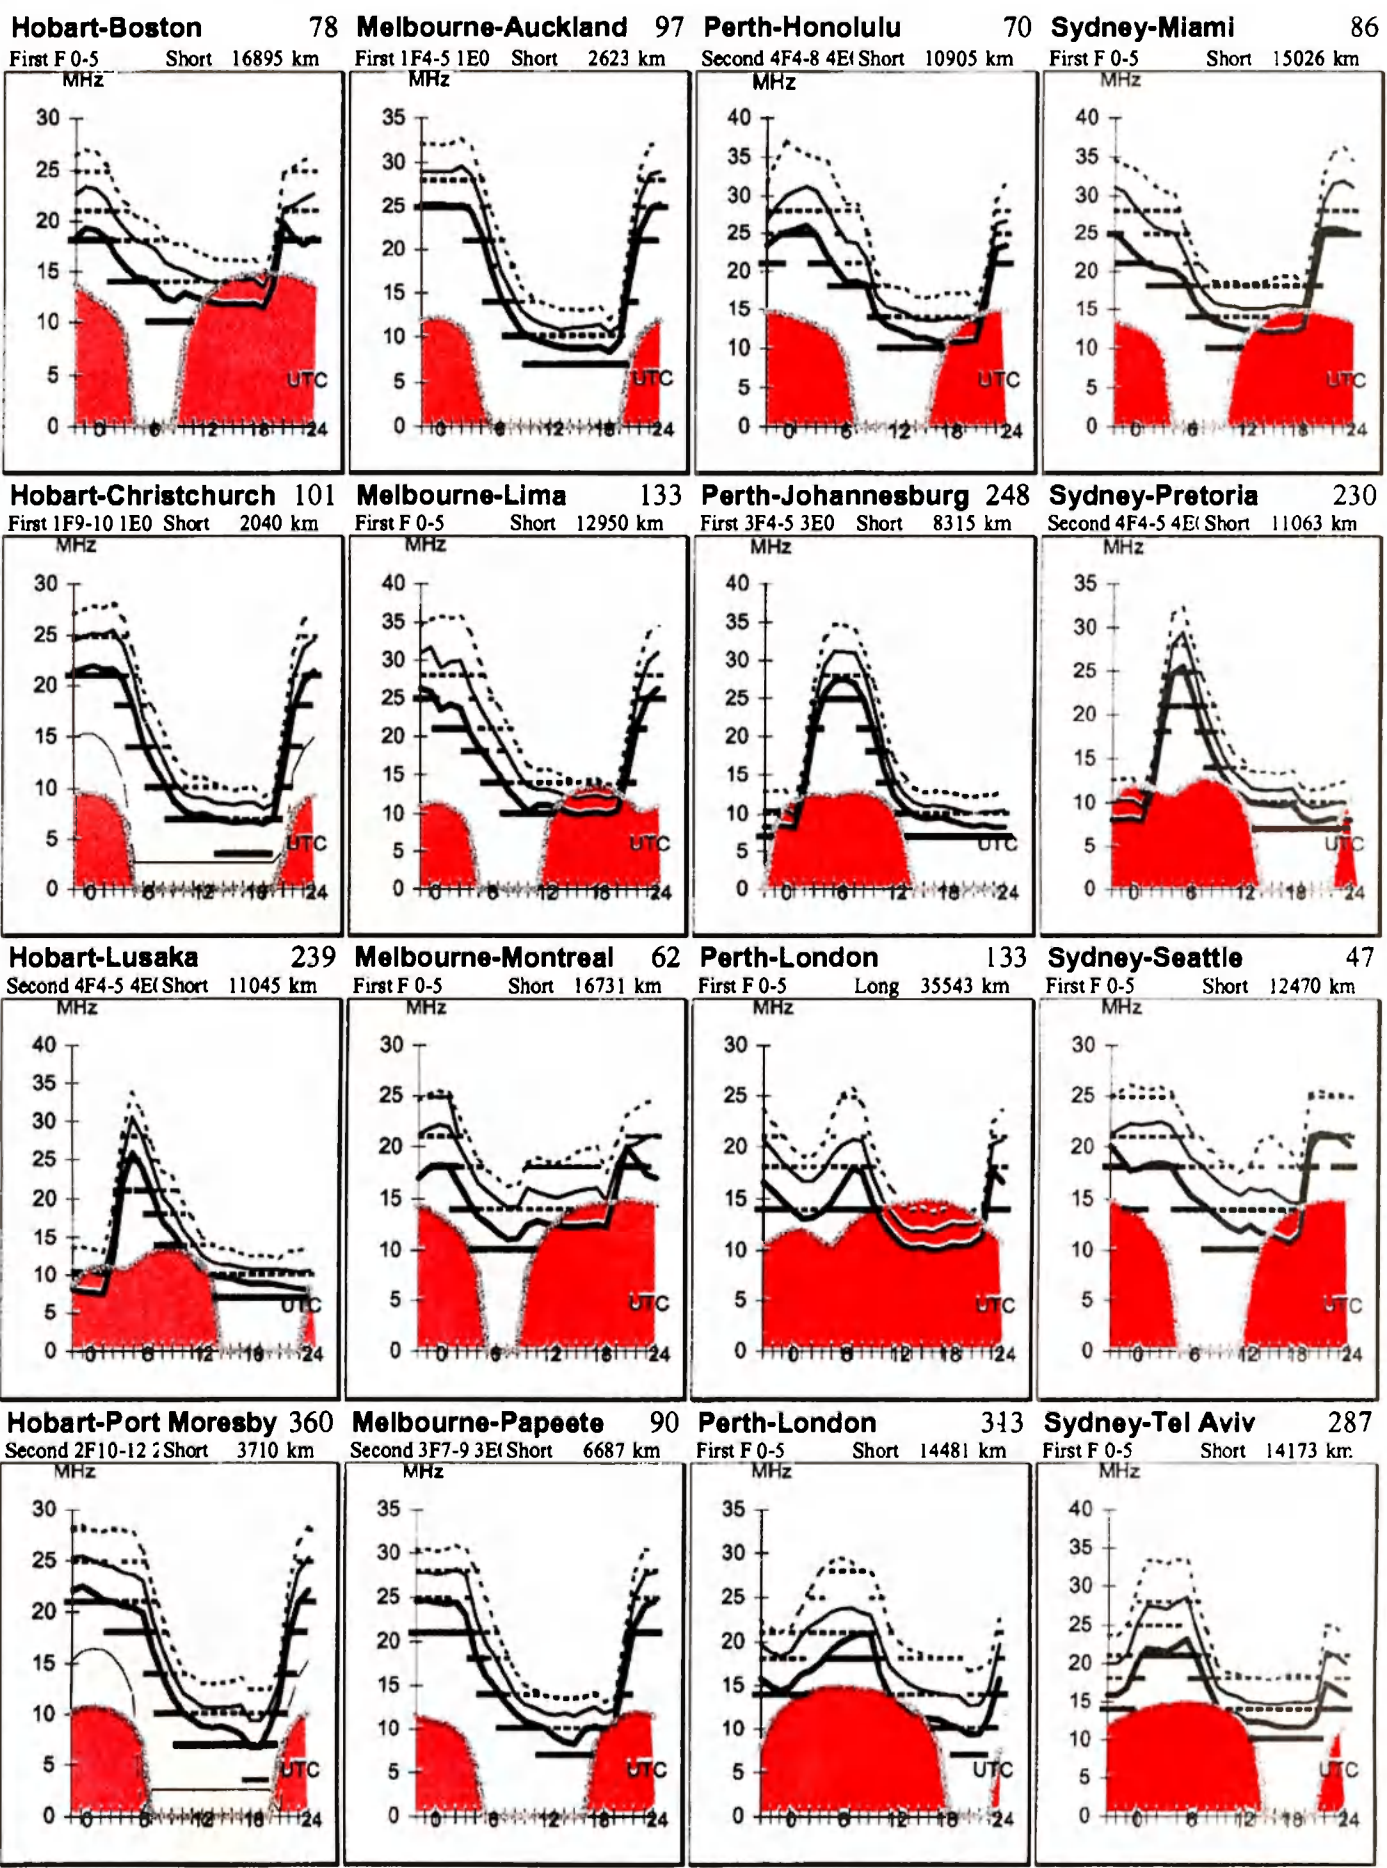 Hobart-Boston 78
First F 0-5 Short 16895 km
MHz
30
25
20
15
10
5
0
UTC
0 6 12 18 24
Melbourne-Auckland 97
First 1F4-5 1E0 Short 2623 km
MHz
35
30
25
20
15
10
5
0
UTC
0 6 12 18 24
Perth-Honolulu 70
Second 4F4-8 4E( Short 10905 km
MHz
40
35
30
25
20
15
10
5
0
UTC
0 6 12 18 24
Sydney-Miami 86
First F 0-5 Short 15026 km
MHz
40
35
30
25
20
15
10
5
0
UTC
0 6 12 18 24
Hobart-Christchurch 101
First 1F9-10 1E0 Short 2040 km
MHz
30
25
20
15
10
5
0
UTC
0 6 12 18 24
Melbourne-Lima 133
First F 0-5 Short 12950 km
MHz
40
35
30
25
20
15
10
5
0
UTC
0 6 12 18 24
Perth-Johannesburg 248
First 3F4-5 3E0 Short 8315 km
MHz
40
35
30
25
20
15
10
5
0
UTC
0 6 12 18 24
Sydney-Pretoria 230
Second 4F4-5 4E( Short 11063 km
MHz
35
30
25
20
15
10
5
0
UTC
0 6 12 18 24
Hobart-Lusaka 239
Second 4F4-5 4E( Short 11045 km
MHz
40
35
30
25
20
15
10
5
0
UTC
0 6 12 18 24
Melbourne-Montreal 62
First F 0-5 Short 16731 km
MHz
30
25
20
15
10
5
0
UTC
0 6 12 18 24
Perth-London 133
First F 0-5 Long 35543 km
MHz
30
25
20
15
10
5
0
UTC
0 6 12 18 24
Sydney-Seattle 47
First F 0-5 Short 12470 km
MHz
30
25
20
15
10
5
0
UTC
0 6 12 18 24
Hobart-Port Moresby 360
Second 2F10-12 2 Short 3710 km
MHz
30
25
20
15
10
5
0
UTC
0 6 12 18 24
Melbourne-Papeete 90
Second 3F7-9 3E( Short 6687 km
MHz
35
30
25
20
15
10
5
0
UTC
0 6 12 18 24
Perth-London 313
First F 0-5 Short 14481 km
MHz
35
30
25
20
15
10
5
0
UTC
0 6 12 18 24
Sydney-Tel Aviv 287
First F 0-5 Short 14173 km
MHz
40
35
30
25
20
15
10
5
0
UTC
0 6 12 18 24